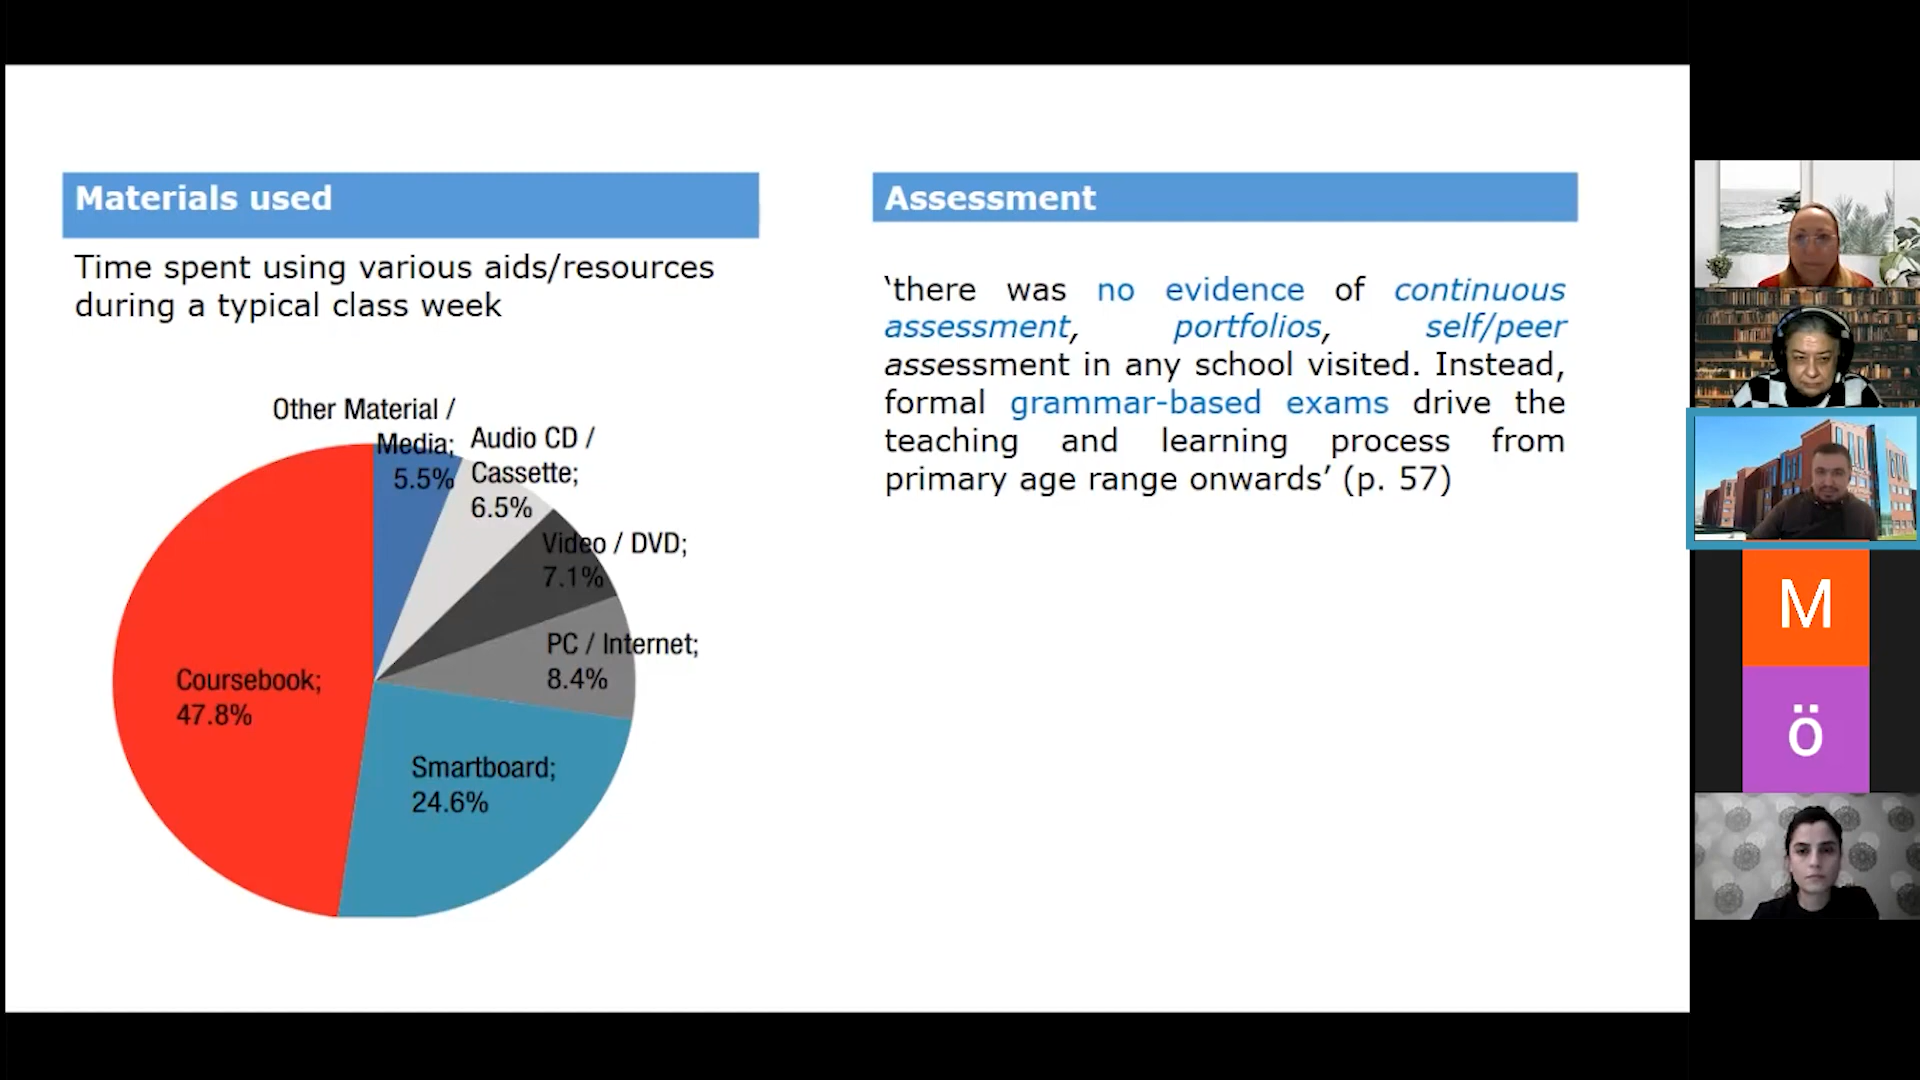 Materials used
Time spent using various aids/resources
during a typical class week
Other Material /
Media;
5.5%
Audio CD /
Cassette;
6.5%
Video / DVD;
7.1%
PC / Internet;
8.4%
Coursebook;
47.8%
Smartboard;
24.6%
Assessment
‘there was no evidence of continuous
assessment, portfolios, self/peer
assessment in any school visited. Instead,
formal grammar-based exams drive the
teaching and learning process from
primary age range onwards’ (p. 57)
M
ö